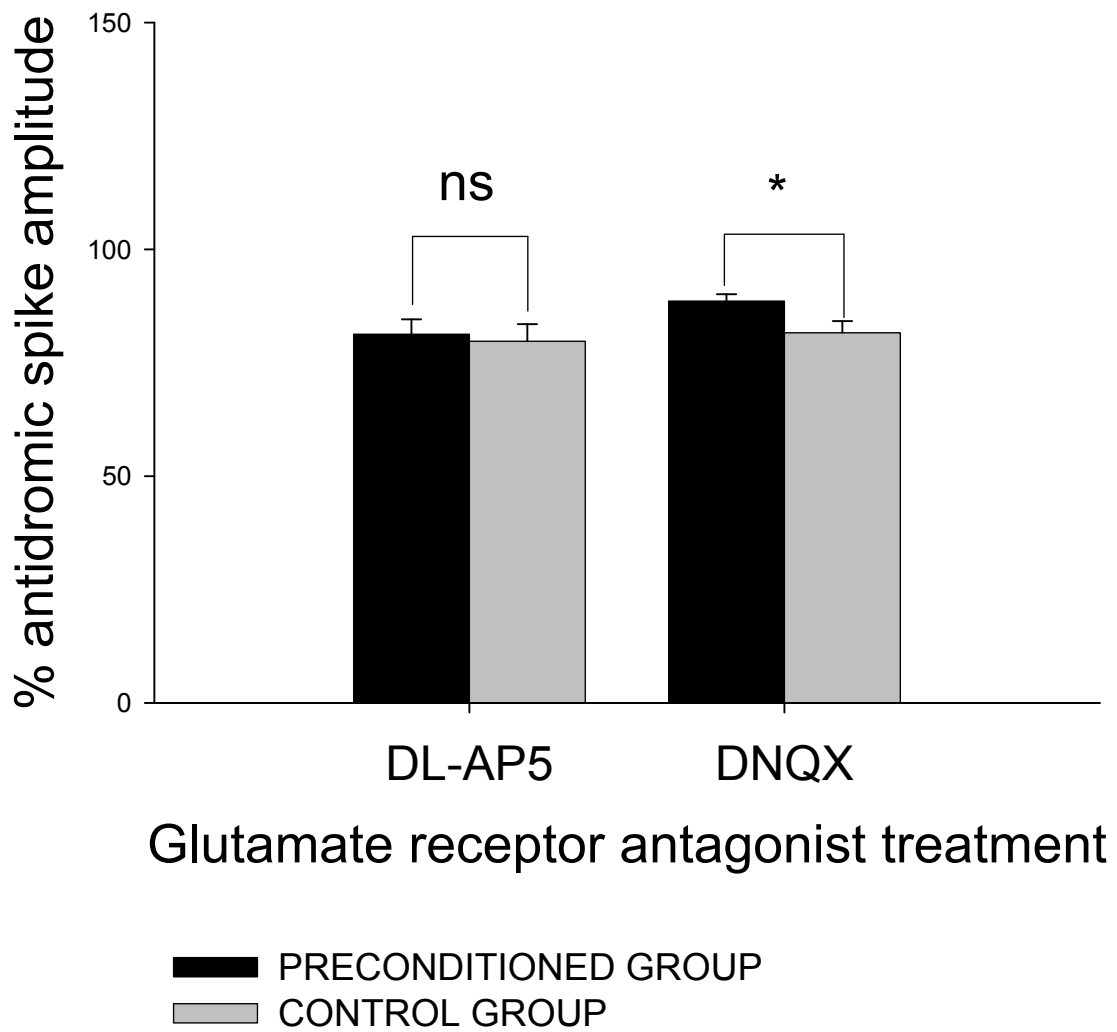 % antidromic spike amplitude
150
100
50
0
ns
*
DL-AP5
DNQX
Glutamate receptor antagonist treatment
PRECONDITIONED GROUP
CONTROL GROUP